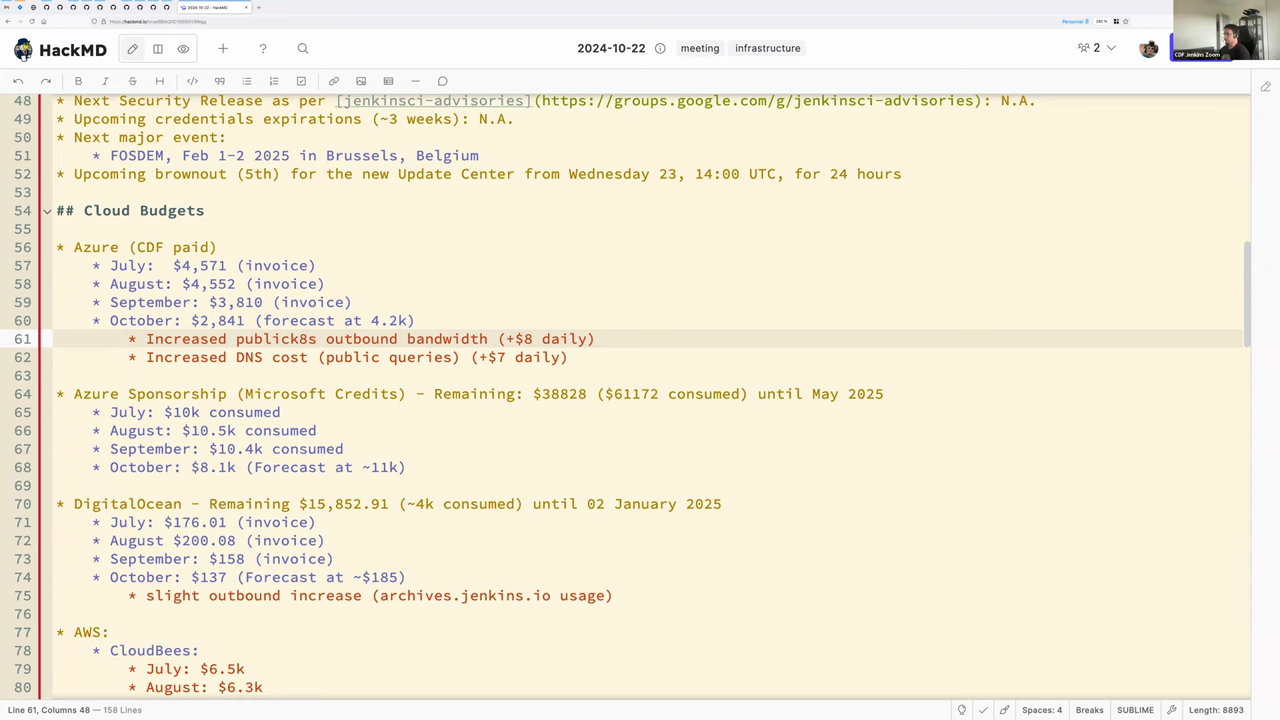 2024-10-22 - HackMD
Personnal
240 %
HackMD
2024-10-22
meeting
infrastructure
2
CDF Jenkins Zoom
48 * Next Security Release as per [jenkinsci-advisories](https://groups.google.com/g/jenkinsci-advisories): N.A.
49 * Upcoming credentials expirations (~3 weeks): N.A.
50 * Next major event:
51 * FOSDEM, Feb 1-2 2025 in Brussels, Belgium
52 * Upcoming brownout (5th) for the new Update Center from Wednesday 23, 14:00 UTC, for 24 hours
53
54 ## Cloud Budgets
55
56 * Azure (CDF paid)
57 * July:  $4,571 (invoice)
58 * August: $4,552 (invoice)
59 * September: $3,810 (invoice)
60 * October: $2,841 (forecast at 4.2k)
61 * Increased publick8s outbound bandwidth (+$8 daily)
62 * Increased DNS cost (public queries) (+$7 daily)
63
64 * Azure Sponsorship (Microsoft Credits) - Remaining: $38828 ($61172 consumed) until May 2025
65 * July: $10k consumed
66 * August: $10.5k consumed
67 * September: $10.4k consumed
68 * October: $8.1k (Forecast at ~11k)
69
70 * DigitalOcean - Remaining $15,852.91 (~4k consumed) until 02 January 2025
71 * July: $176.01 (invoice)
72 * August $200.08 (invoice)
73 * September: $158 (invoice)
74 * October: $137 (Forecast at ~$185)
75 * slight outbound increase (archives.jenkins.io usage)
76
77 * AWS:
78 * CloudBees:
79 * July: $6.5k
80 * August: $6.3k
Line 61, Columns 48 — 158 Lines
Spaces: 4
Breaks
SUBLIME
Length: 8893